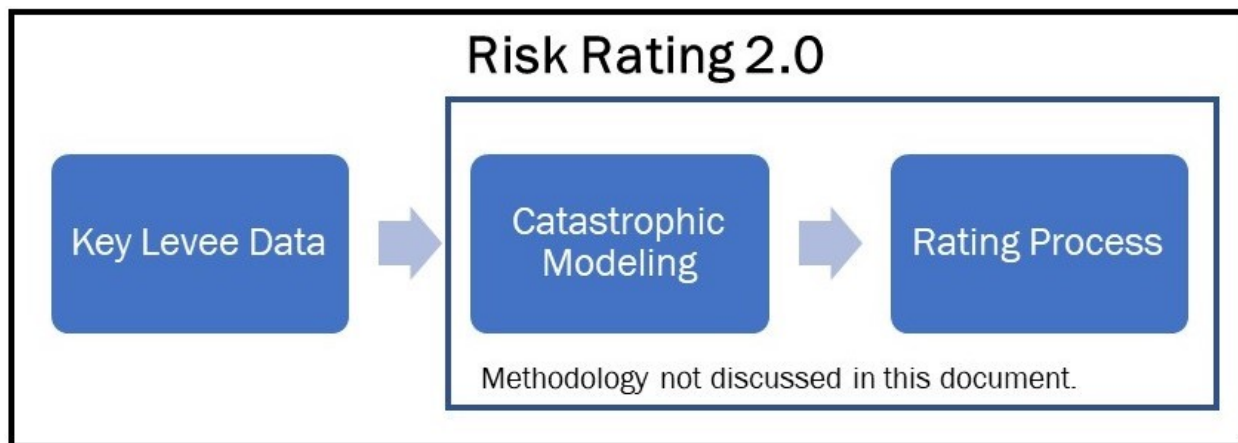 Risk Rating 2.0
Key Levee Data
Catastrophic
Modeling
Rating Process
Methodology not discussed in this document.